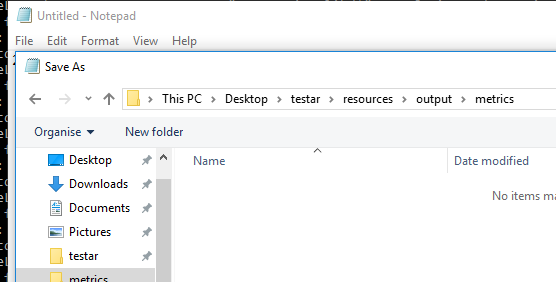 Untitled - Notepad
File Edit Format View Help
Save As
This PC > Desktop > testar > resources > output > metrics
Organise New folder
Name Date modified
Desktop
Downloads
Documents
Pictures
testar
metrics
No items ma